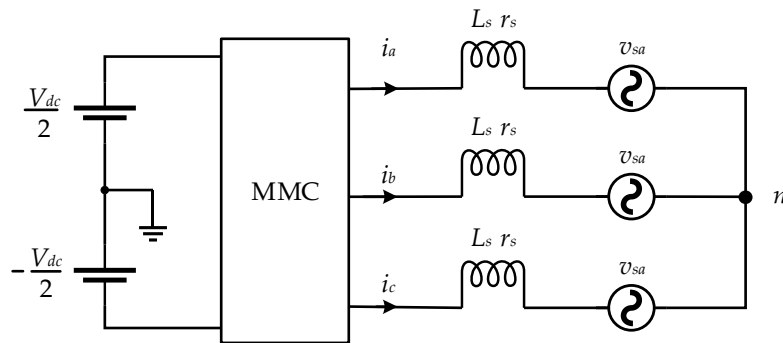 L_s r_s
i_a
v_sa
V_dc
2
L_s r_s
MMC
i_b
v_sa
n
L_s r_s
- V_dc
2
i_c
v_sa